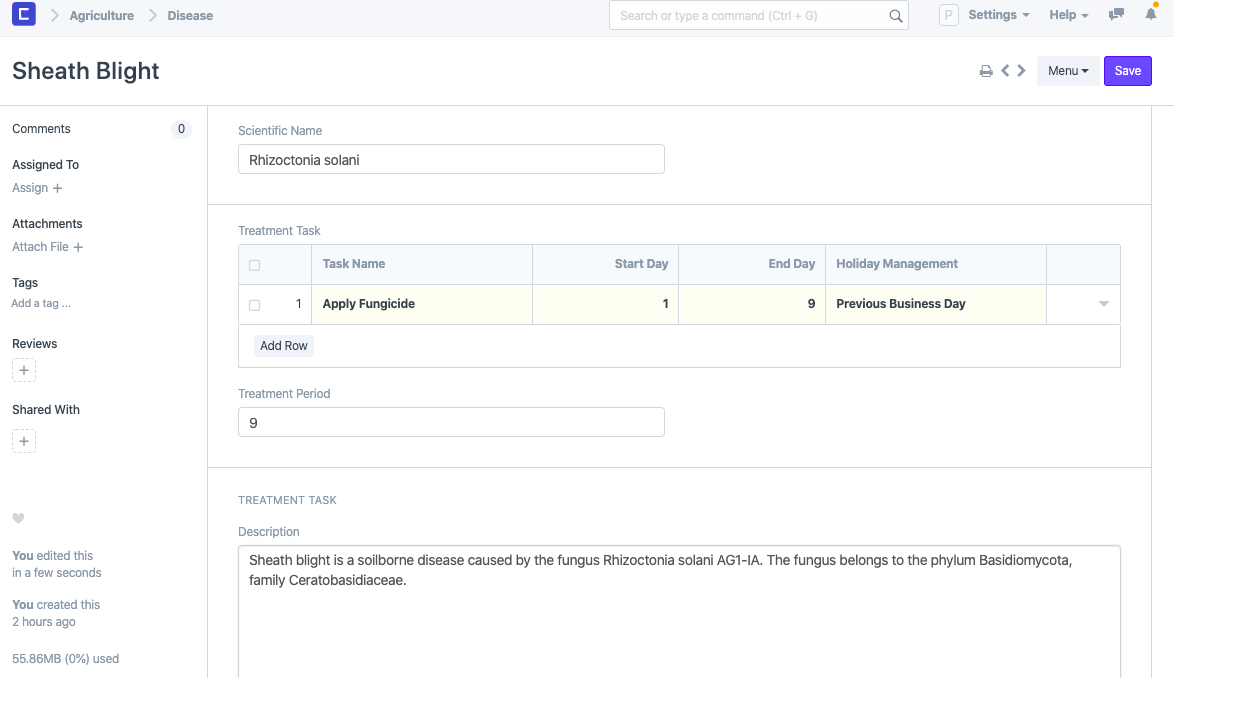 Agriculture Disease Search or type a command (Ctrl + G) P Settings Help
Sheath Blight Menu Save
Comments 0
Assigned To
Assign +
Attachments
Attach File +
Tags
Add a tag ...
Reviews
+
Shared With
+
You edited this
in a few seconds
You created this
2 hours ago
55.86MB (0%) used
Scientific Name
Rhizoctonia solani
Treatment Task
Task Name Start Day End Day Holiday Management
1 Apply Fungicide 1 9 Previous Business Day
Add Row
Treatment Period
9
TREATMENT TASK
Description
Sheath blight is a soilborne disease caused by the fungus Rhizoctonia solani AG1-IA. The fungus belongs to the phylum Basidiomycota,
family Ceratobasidiaceae.